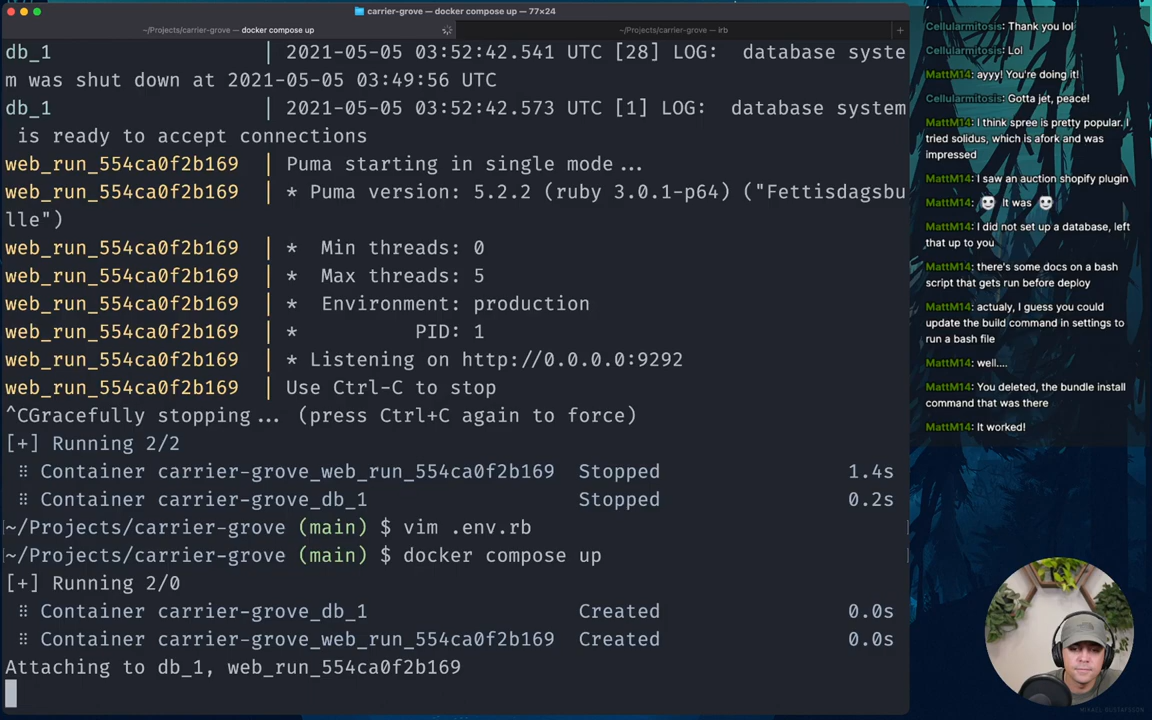 carrier-grove — docker compose up — 77×24
~/Projects/carrier-grove — docker compose up
~/Projects/carrier-grove — irb
+
db_1 | 2021-05-05 03:52:42.541 UTC [28] LOG:  database syste
m was shut down at 2021-05-05 03:49:56 UTC
db_1 | 2021-05-05 03:52:42.573 UTC [1] LOG:  database system
is ready to accept connections
web_run_554ca0f2b169 | Puma starting in single mode...
web_run_554ca0f2b169 | * Puma version: 5.2.2 (ruby 3.0.1-p64) ("Fettisdagsbu
lle")
web_run_554ca0f2b169 | *  Min threads: 0
web_run_554ca0f2b169 | *  Max threads: 5
web_run_554ca0f2b169 | *  Environment: production
web_run_554ca0f2b169 | *          PID: 1
web_run_554ca0f2b169 | * Listening on http://0.0.0.0:9292
web_run_554ca0f2b169 | Use Ctrl-C to stop
^CGracefully stopping... (press Ctrl+C again to force)
[+] Running 2/2
⠿ Container carrier-grove_web_run_554ca0f2b169  Stopped 1.4s
⠿ Container carrier-grove_db_1 Stopped 0.2s
~/Projects/carrier-grove (main) $ vim .env.rb
~/Projects/carrier-grove (main) $ docker compose up
[+] Running 2/0
⠿ Container carrier-grove_db_1 Created 0.0s
⠿ Container carrier-grove_web_run_554ca0f2b169  Created 0.0s
Attaching to db_1, web_run_554ca0f2b169
Cellularmitosis: Thank you lol
Cellularmitosis: Lol
MattM14: ayyy! You're doing it!
Cellularmitosis: Gotta jet, peace!
MattM14: I think spree is pretty popular. I
tried solidus, which is afork and was
impressed
MattM14: I saw an auction shopify plugin
MattM14: It was
MattM14: I did not set up a database, left
that up to you
MattM14: there's some docs on a bash
script that gets run before deploy
MattM14: actualy, I guess you could
update the build command in settings to
run a bash file
MattM14: well....
MattM14: You deleted, the bundle install
command that was there
MattM14: It worked!
MIKAEL GUSTAFSSON